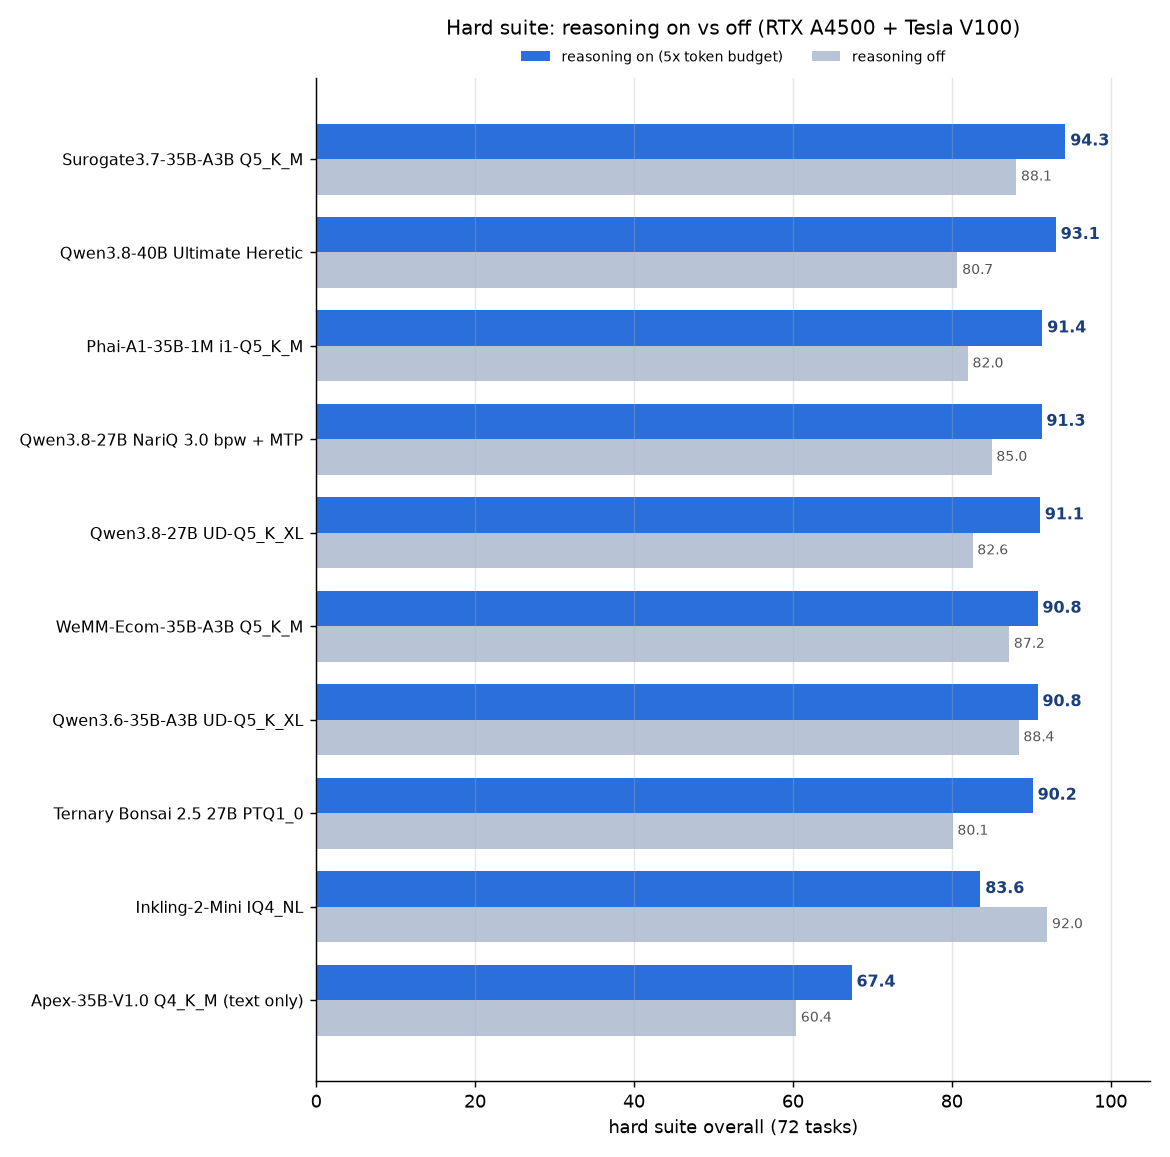 Hard suite: reasoning on vs off (RTX A4500 + Tesla V100)
reasoning on (5x token budget) reasoning off
Surogate3.7-35B-A3B Q5_K_M 94.3
88.1
Qwen3.8-40B Ultimate Heretic 93.1
80.7
Phai-A1-35B-1M i1-Q5_K_M 91.4
82.0
Qwen3.8-27B NariQ 3.0 bpw + MTP 91.3
85.0
Qwen3.8-27B UD-Q5_K_XL 91.1
82.6
WeMM-Ecom-35B-A3B Q5_K_M 90.8
87.2
Qwen3.6-35B-A3B UD-Q5_K_XL 90.8
88.4
Ternary Bonsai 2.5 27B PTQ1_0 90.2
80.1
Inkling-2-Mini IQ4_NL 83.6
92.0
Apex-35B-V1.0 Q4_K_M (text only) 67.4
60.4
0 20 40 60 80 100
hard suite overall (72 tasks)